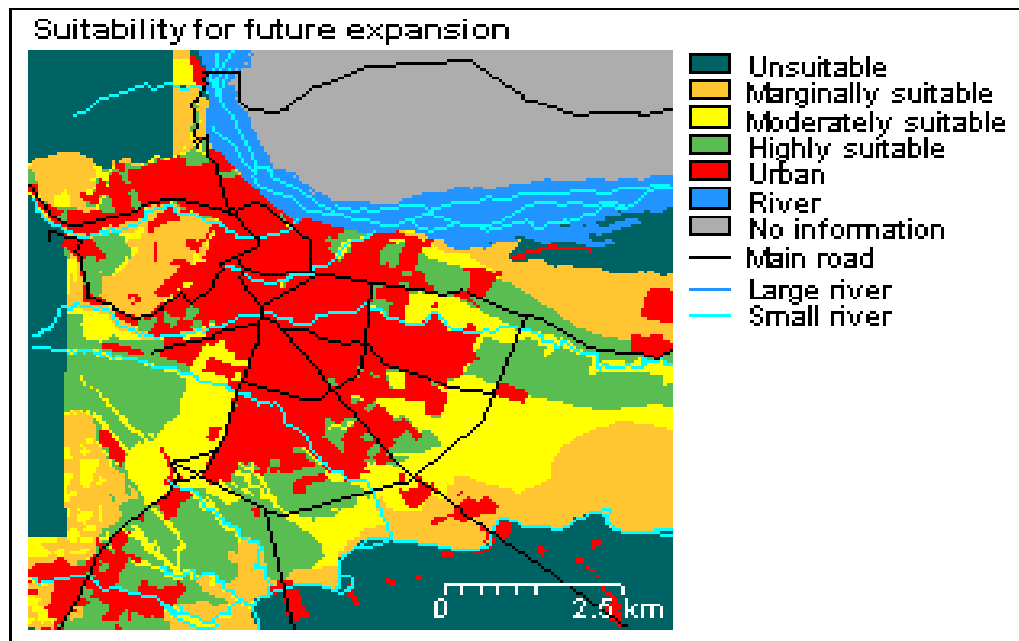 Suitability for future expansion
Unsuitable
Marginally suitable
Moderately suitable
Highly suitable
Urban
River
No information
Main road
Large river
Small river
0 2.5 km